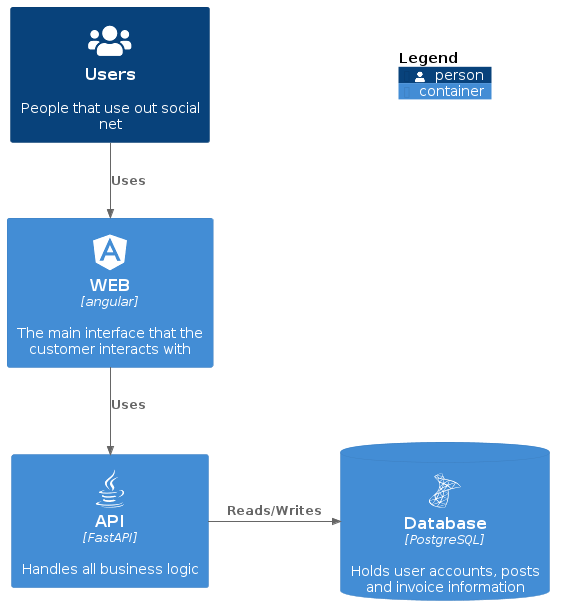 Users
People that use out social
net
Legend
person
container
Uses
WEB
[angular]
The main interface that the
customer interacts with
Uses
API
[FastAPI]
Handles all business logic
Reads/Writes
Database
[PostgreSQL]
Holds user accounts, posts
and invoice information